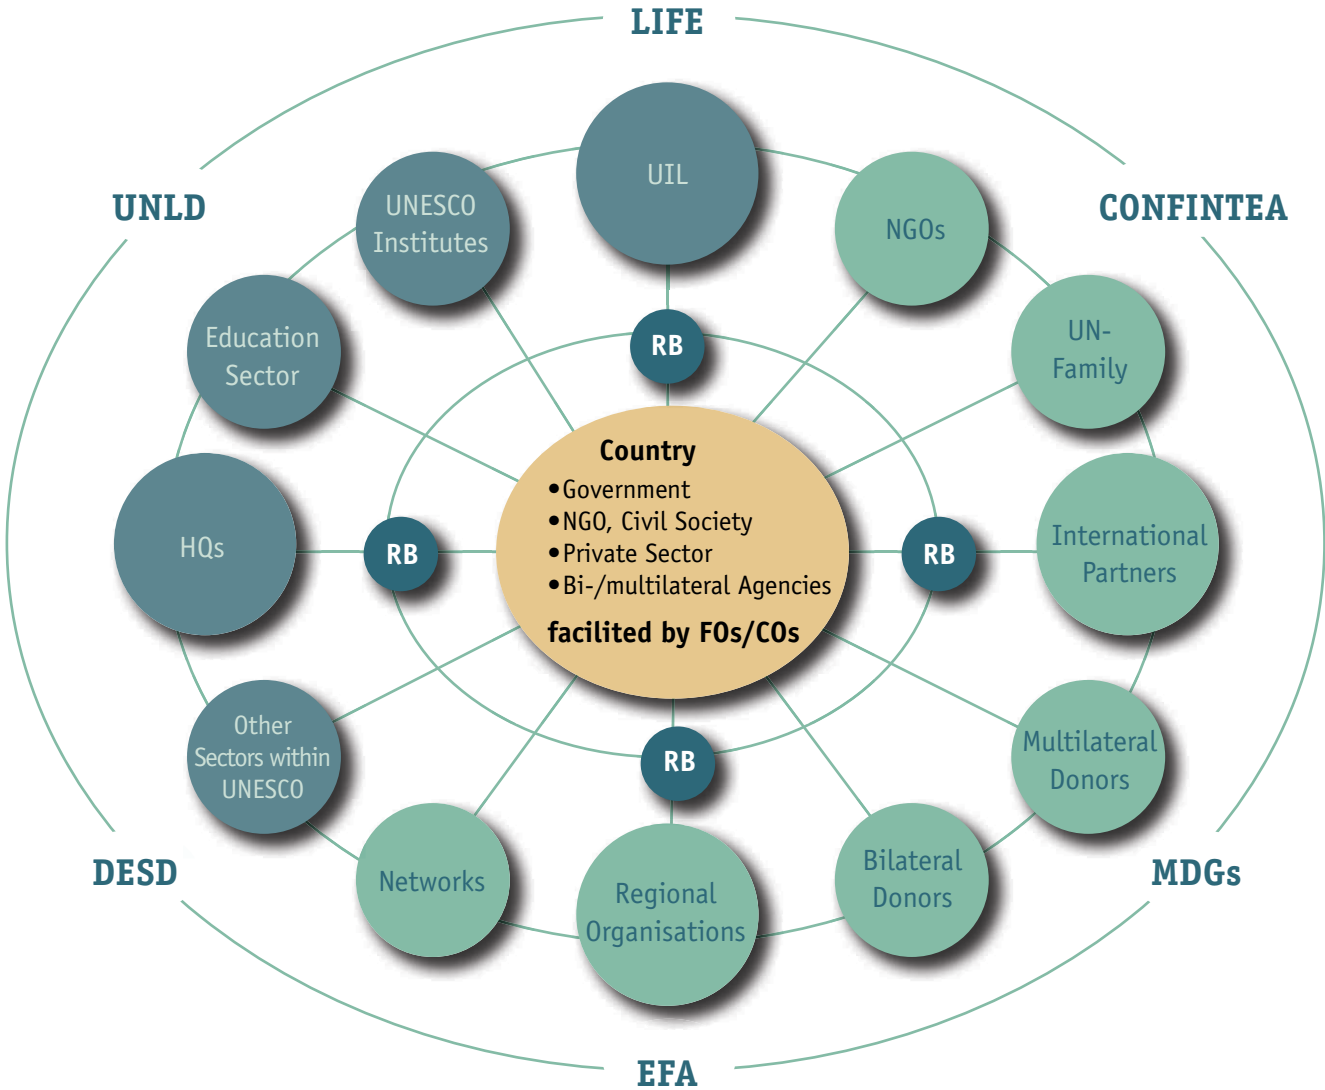 LIFE
UNLD
CONFINTEA
UIL
UNESCO
Institutes
NGOs
Education
Sector
UN-
Family
RB
HQs
RB
Country
•Government
•NGO, Civil Society
•Private Sector
•Bi-/multilateral Agencies
facilited by FOs/COs
RB
International
Partners
Other
Sectors within
UNESCO
RB
Multilateral
Donors
Networks
Regional
Organisations
Bilateral
Donors
DESD
MDGs
EFA